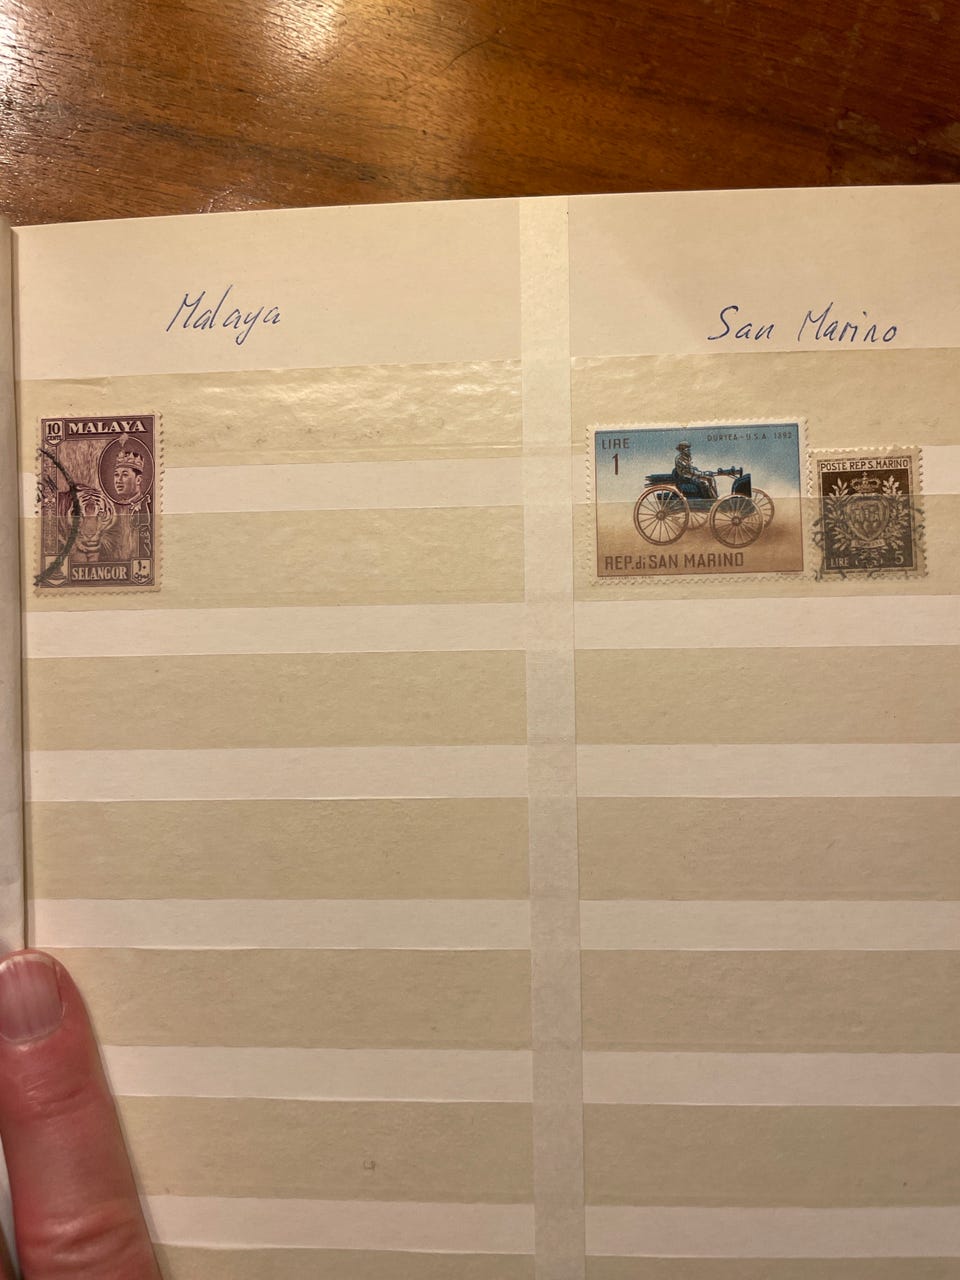 Malaya
San Marino
10
CENTS
MALAYA
SELANGOR
LIRE
1
DURYEA - U.S.A. 1892
REP. di SAN MARINO
POSTE REP. S. MARINO
LIRE 5